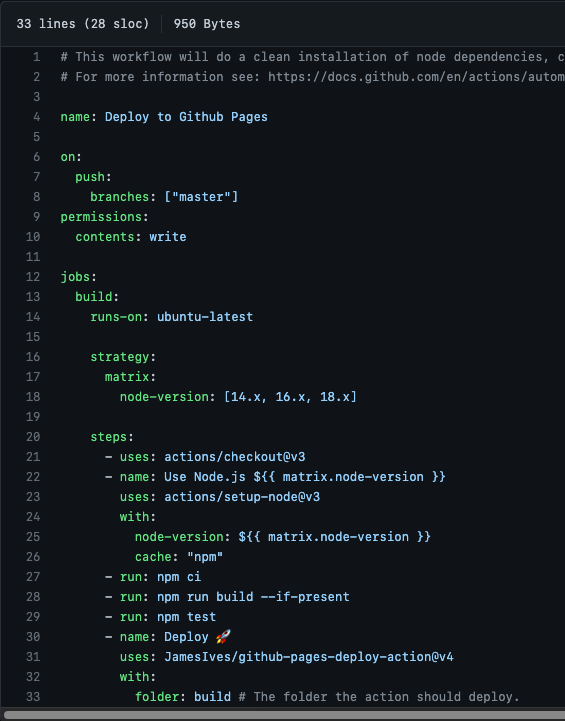 33 lines (28 sloc) 950 Bytes
1 # This workflow will do a clean installation of node dependencies, c
2 # For more information see: https://docs.github.com/en/actions/autom
3
4 name: Deploy to Github Pages
5
6 on:
7   push:
8     branches: ["master"]
9 permissions:
10   contents: write
11
12 jobs:
13   build:
14     runs-on: ubuntu-latest
15
16     strategy:
17       matrix:
18         node-version: [14.x, 16.x, 18.x]
19
20     steps:
21       - uses: actions/checkout@v3
22       - name: Use Node.js ${{ matrix.node-version }}
23         uses: actions/setup-node@v3
24         with:
25           node-version: ${{ matrix.node-version }}
26           cache: "npm"
27       - run: npm ci
28       - run: npm run build --if-present
29       - run: npm test
30       - name: Deploy 🚀
31         uses: JamesIves/github-pages-deploy-action@v4
32         with:
33           folder: build # The folder the action should deploy.